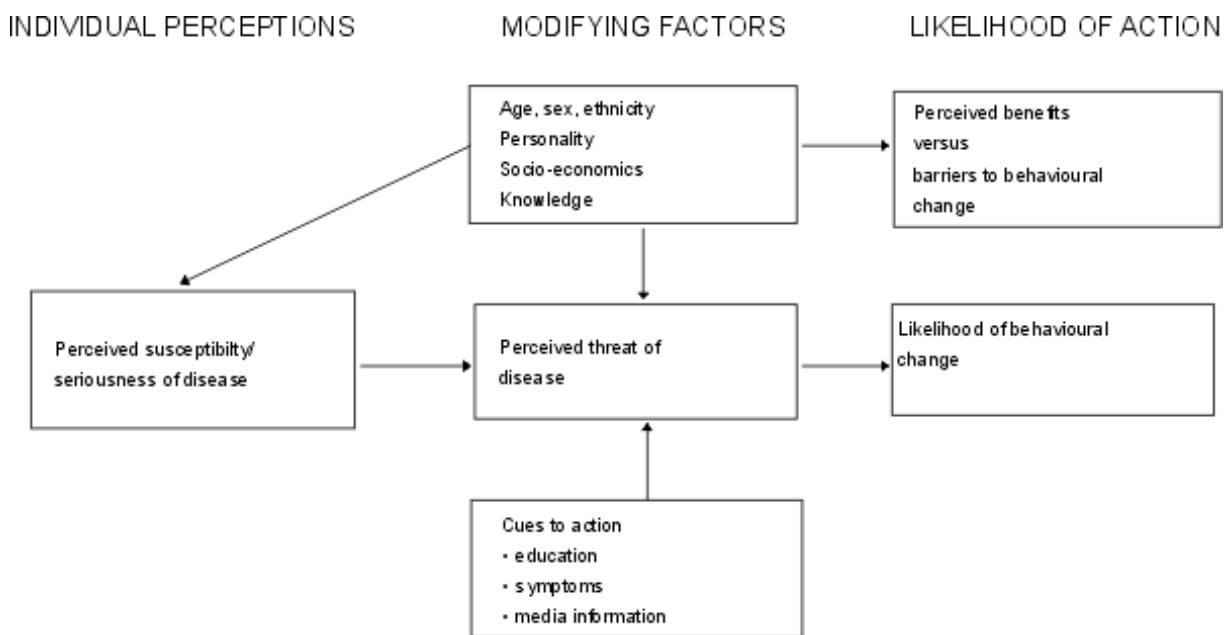 INDIVIDUAL PERCEPTIONS
MODIFYING FACTORS
LIKELIHOOD OF ACTION
Age, sex, ethnicity
Personality
Socio-economics
Knowledge
Perceived benefits
versus
barriers to behavioural
change
Perceived susceptibilty/
seriousness of disease
Perceived threat of
disease
Likelihood of behavioural
change
Cues to action
• education
• symptoms
• media information